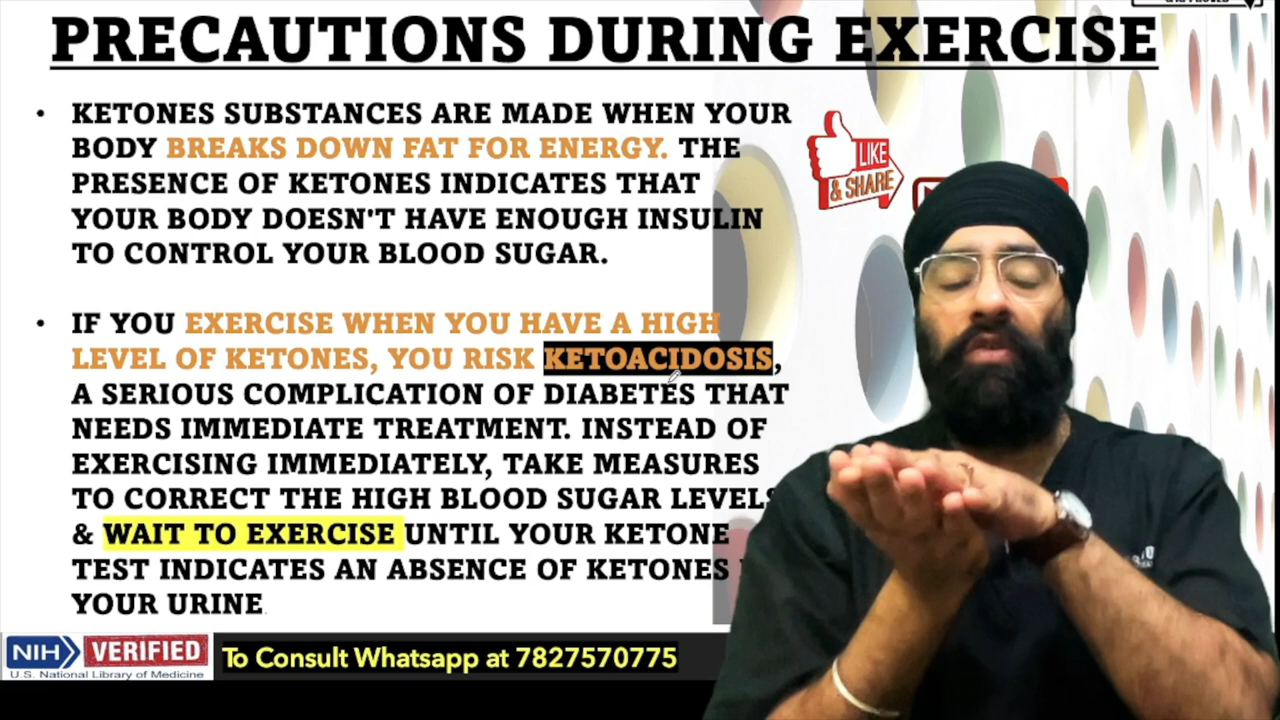 PRECAUTIONS DURING EXERCISE
• KETONES SUBSTANCES ARE MADE WHEN YOUR
BODY BREAKS DOWN FAT FOR ENERGY. THE
PRESENCE OF KETONES INDICATES THAT
YOUR BODY DOESN'T HAVE ENOUGH INSULIN
TO CONTROL YOUR BLOOD SUGAR.
• IF YOU EXERCISE WHEN YOU HAVE A HIGH
LEVEL OF KETONES, YOU RISK KETOACIDOSIS,
A SERIOUS COMPLICATION OF DIABETES THAT
NEEDS IMMEDIATE TREATMENT. INSTEAD OF
EXERCISING IMMEDIATELY, TAKE MEASURES
TO CORRECT THE HIGH BLOOD SUGAR LEVELS
& WAIT TO EXERCISE UNTIL YOUR KETONE
TEST INDICATES AN ABSENCE OF KETONES
YOUR URINE
LIKE
& SHARE
NIH VERIFIED
U.S. National Library of Medicine
To Consult Whatsapp at 7827570775